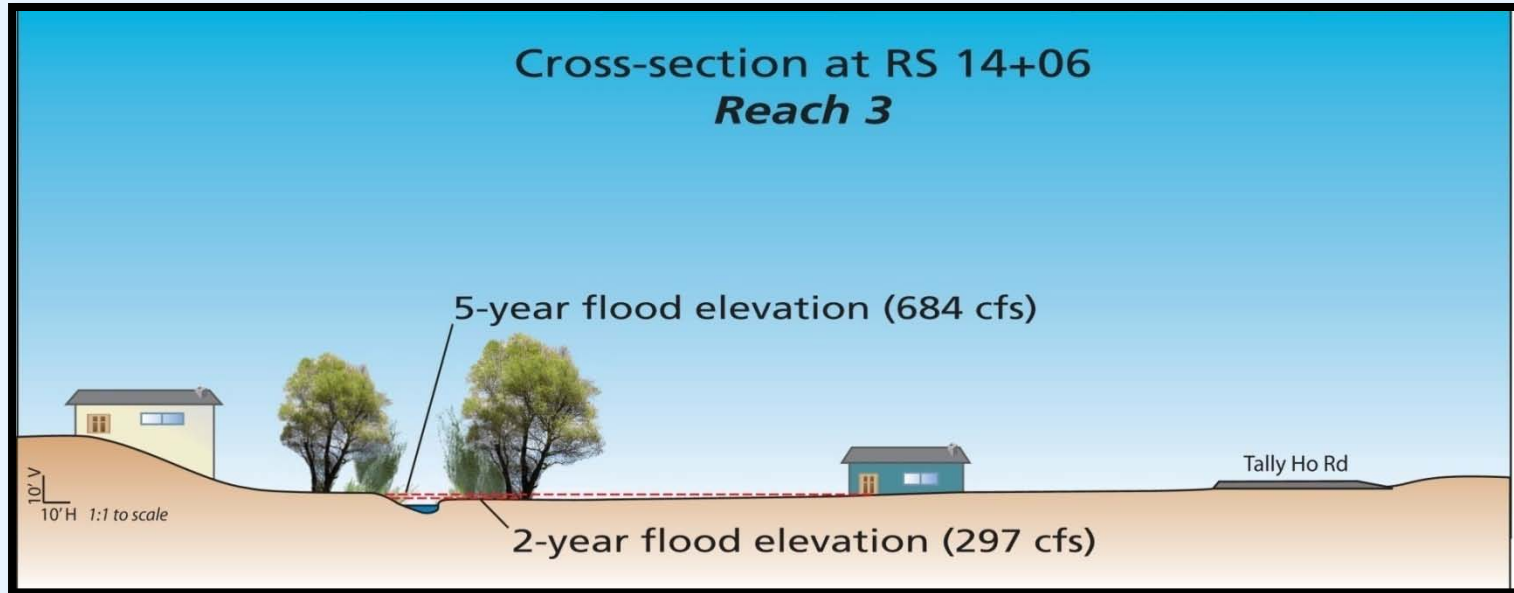 Cross-section at RS 14+06
Reach 3
5-year flood elevation (684 cfs)
Tally Ho Rd
10' V
10' H 1:1 to scale
2-year flood elevation (297 cfs)